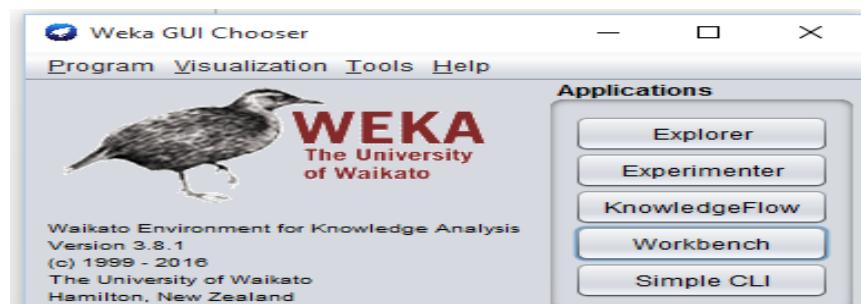 Weka GUI Chooser
Program Visualization Tools Help
WEKA
The University
of Waikato
Waikato Environment for Knowledge Analysis
Version 3.8.1
(c) 1999 - 2016
The University of Waikato
Hamilton, New Zealand
Applications
Explorer
Experimenter
KnowledgeFlow
Workbench
Simple CLI